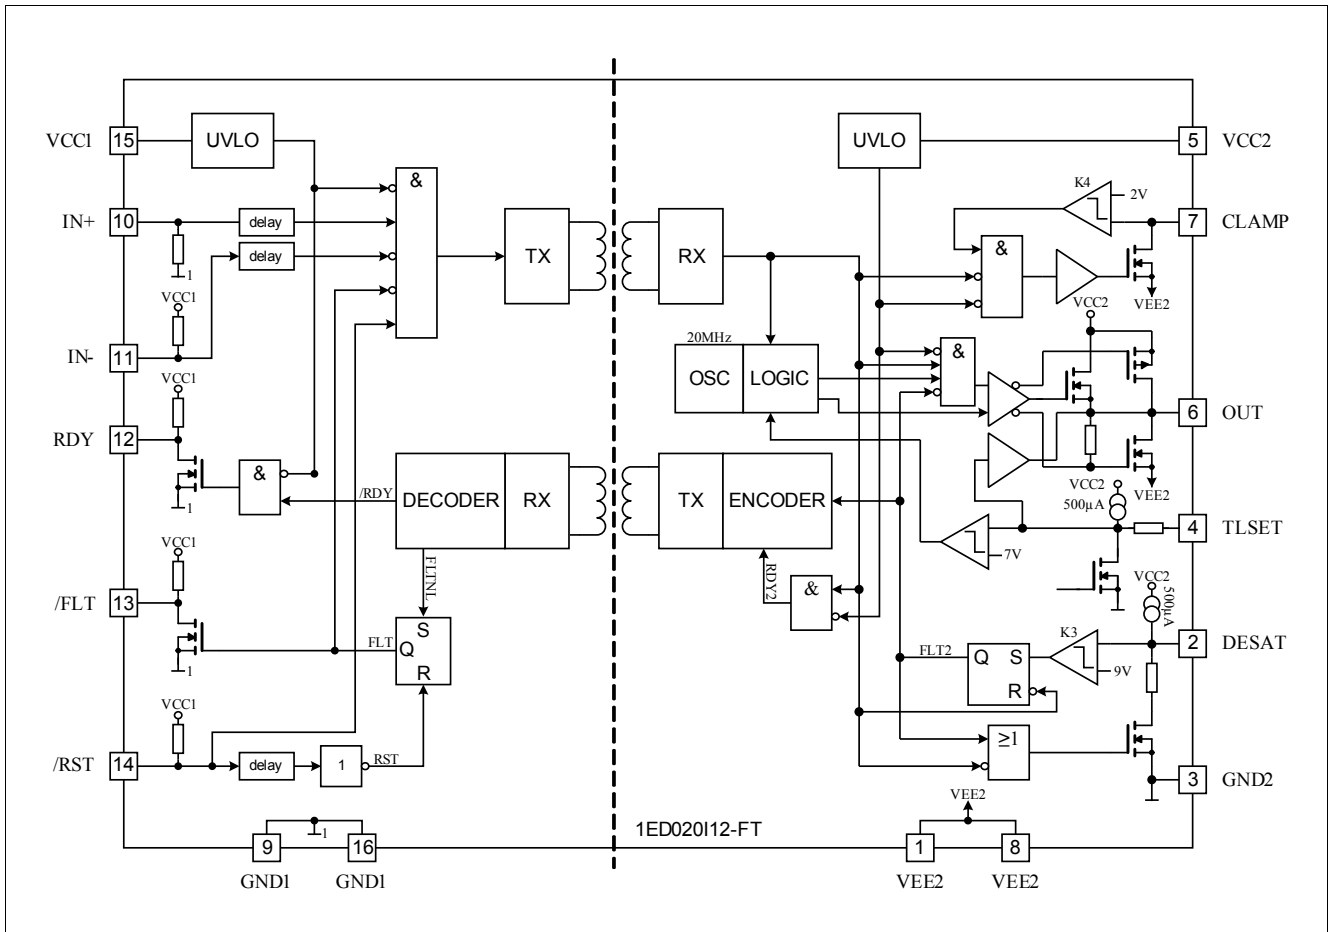 VCC1
15
UVLO
UVLO
5
VCC2
&
K4
2V
IN+
10
delay
7
CLAMP
delay
TX
RX
&
1
VCC1
VEE2
VCC2
20MHz
&
IN-
11
OSC
LOGIC
VCC1
6
OUT
RDY
12
&
/RDY
DECODER
RX
TX
ENCODER
VCC2
VEE2
1
500µA
4
TLSET
7V
VCC1
FLTNL
RDY2
&
VCC2
500µA
/FLT
13
S
Q
R
FLT
K3
2
DESAT
FLT2
Q
S
R
9V
1
VCC1
≥1
/RST
14
delay
1
RST
3
GND2
VEE2
1
1ED020I12-FT
9
16
1
8
GND1
GND1
VEE2
VEE2